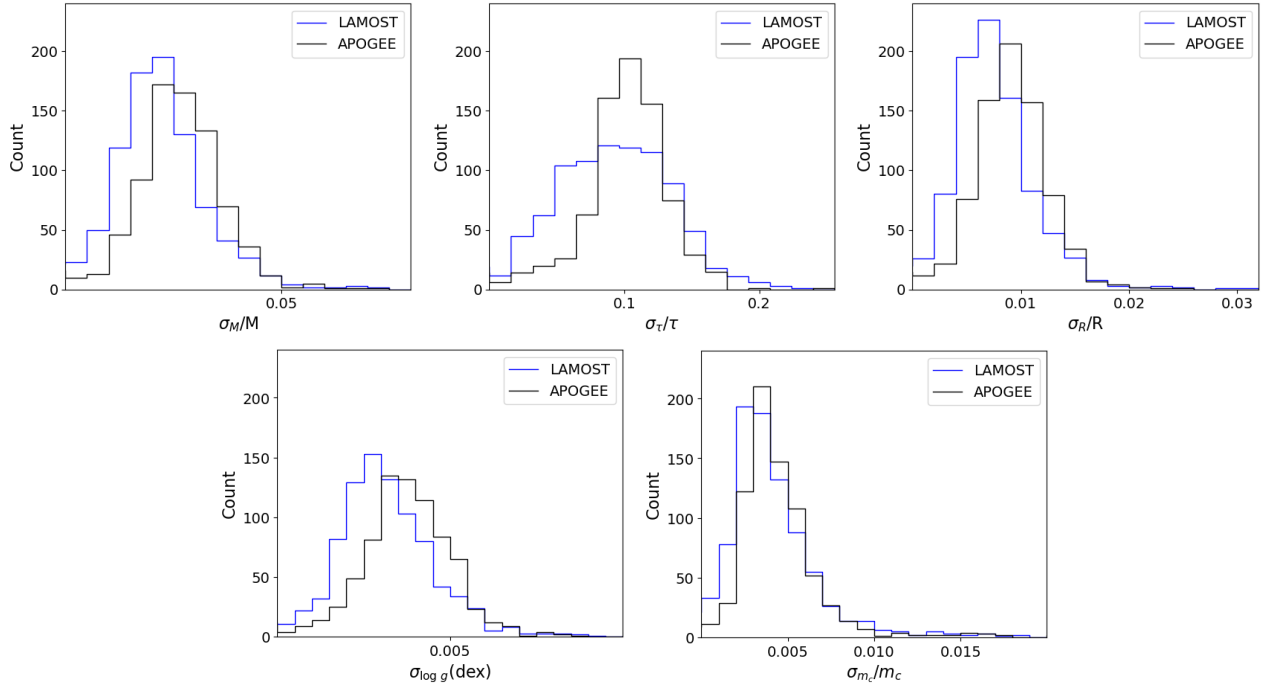 LAMOST
APOGEE
200
150
100
50
0
Count
0.05
σ_M/M
LAMOST
APOGEE
200
150
100
50
0
Count
0.1 0.2
σ_τ/τ
LAMOST
APOGEE
200
150
100
50
0
Count
0.01 0.02 0.03
σ_R/R
LAMOST
APOGEE
200
150
100
50
0
Count
0.005
σ_log g(dex)
LAMOST
APOGEE
200
150
100
50
0
Count
0.005 0.010 0.015
σ_m_c/m_c